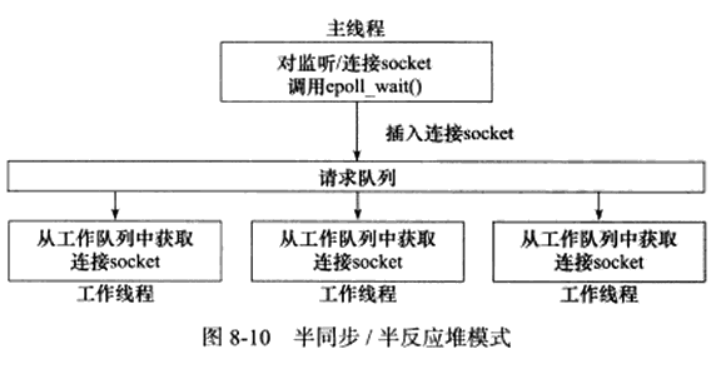 主线程
对监听/连接socket
调用epoll_wait()
插入连接socket
请求队列
从工作队列中获取
连接socket
工作线程
从工作队列中获取
连接socket
工作线程
从工作队列中获取
连接socket
工作线程
图 8-10 半同步 / 半反应堆模式